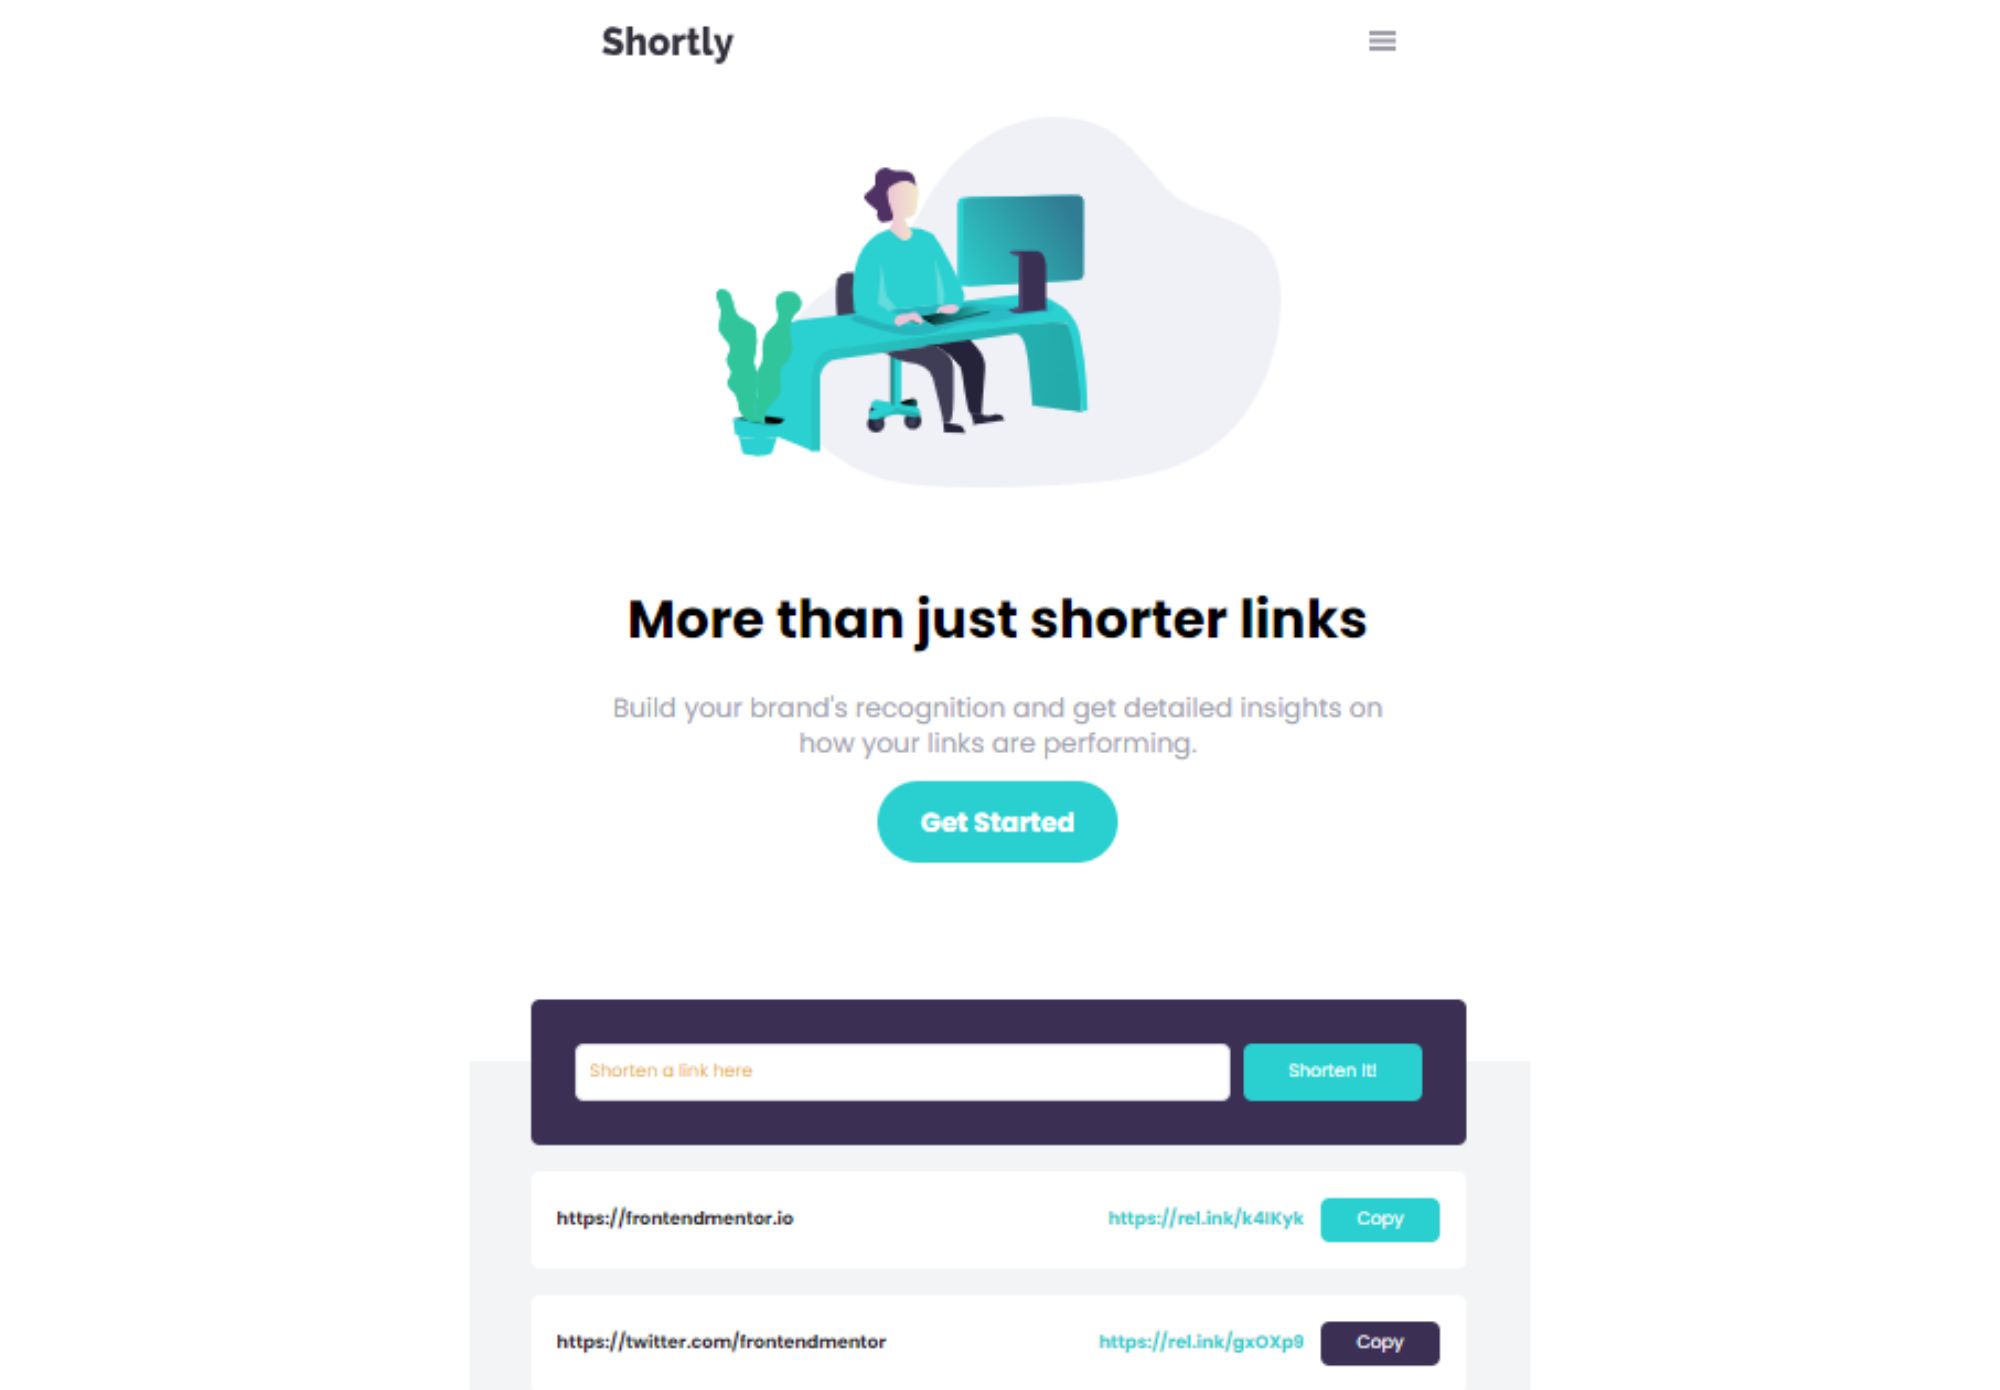 Shortly
More than just shorter links
Build your brand's recognition and get detailed insights on
how your links are performing.
Get Started
Shorten a link here
Shorten It!
https://frontendmentor.io
https://rel.ink/k4lKyk
Copy
https://twitter.com/frontendmentor
https://rel.ink/gxOXp9
Copy